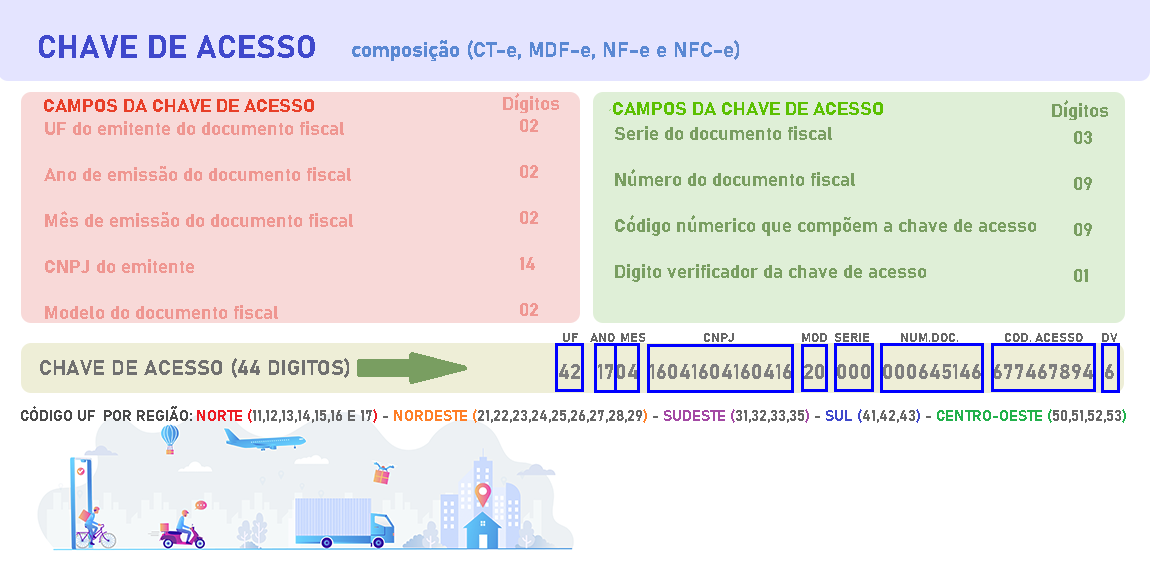 CHAVE DE ACESSO composição (CT-e, MDF-e, NF-e e NFC-e)
CAMPOS DA CHAVE DE ACESSO Dígitos
UF do emitente do documento fiscal 02
Ano de emissão do documento fiscal 02
Mês de emissão do documento fiscal 02
CNPJ do emitente 14
Modelo do documento fiscal 02
CAMPOS DA CHAVE DE ACESSO Dígitos
Serie do documento fiscal 03
Número do documento fiscal 09
Código númerico que compõem a chave de acesso 09
Digito verificador da chave de acesso 01
UF ANO MES CNPJ MOD SERIE NUM.DOC. COD. ACESSO DV
CHAVE DE ACESSO (44 DIGITOS) 42 17 04 16041604160416 20 000 000645146 677467894 6
CÓDIGO UF POR REGIÃO: NORTE (11,12,13,14,15,16 E 17) - NORDESTE (21,22,23,24,25,26,27,28,29) - SUDESTE (31,32,33,35) - SUL (41,42,43) - CENTRO-OESTE (50,51,52,53)